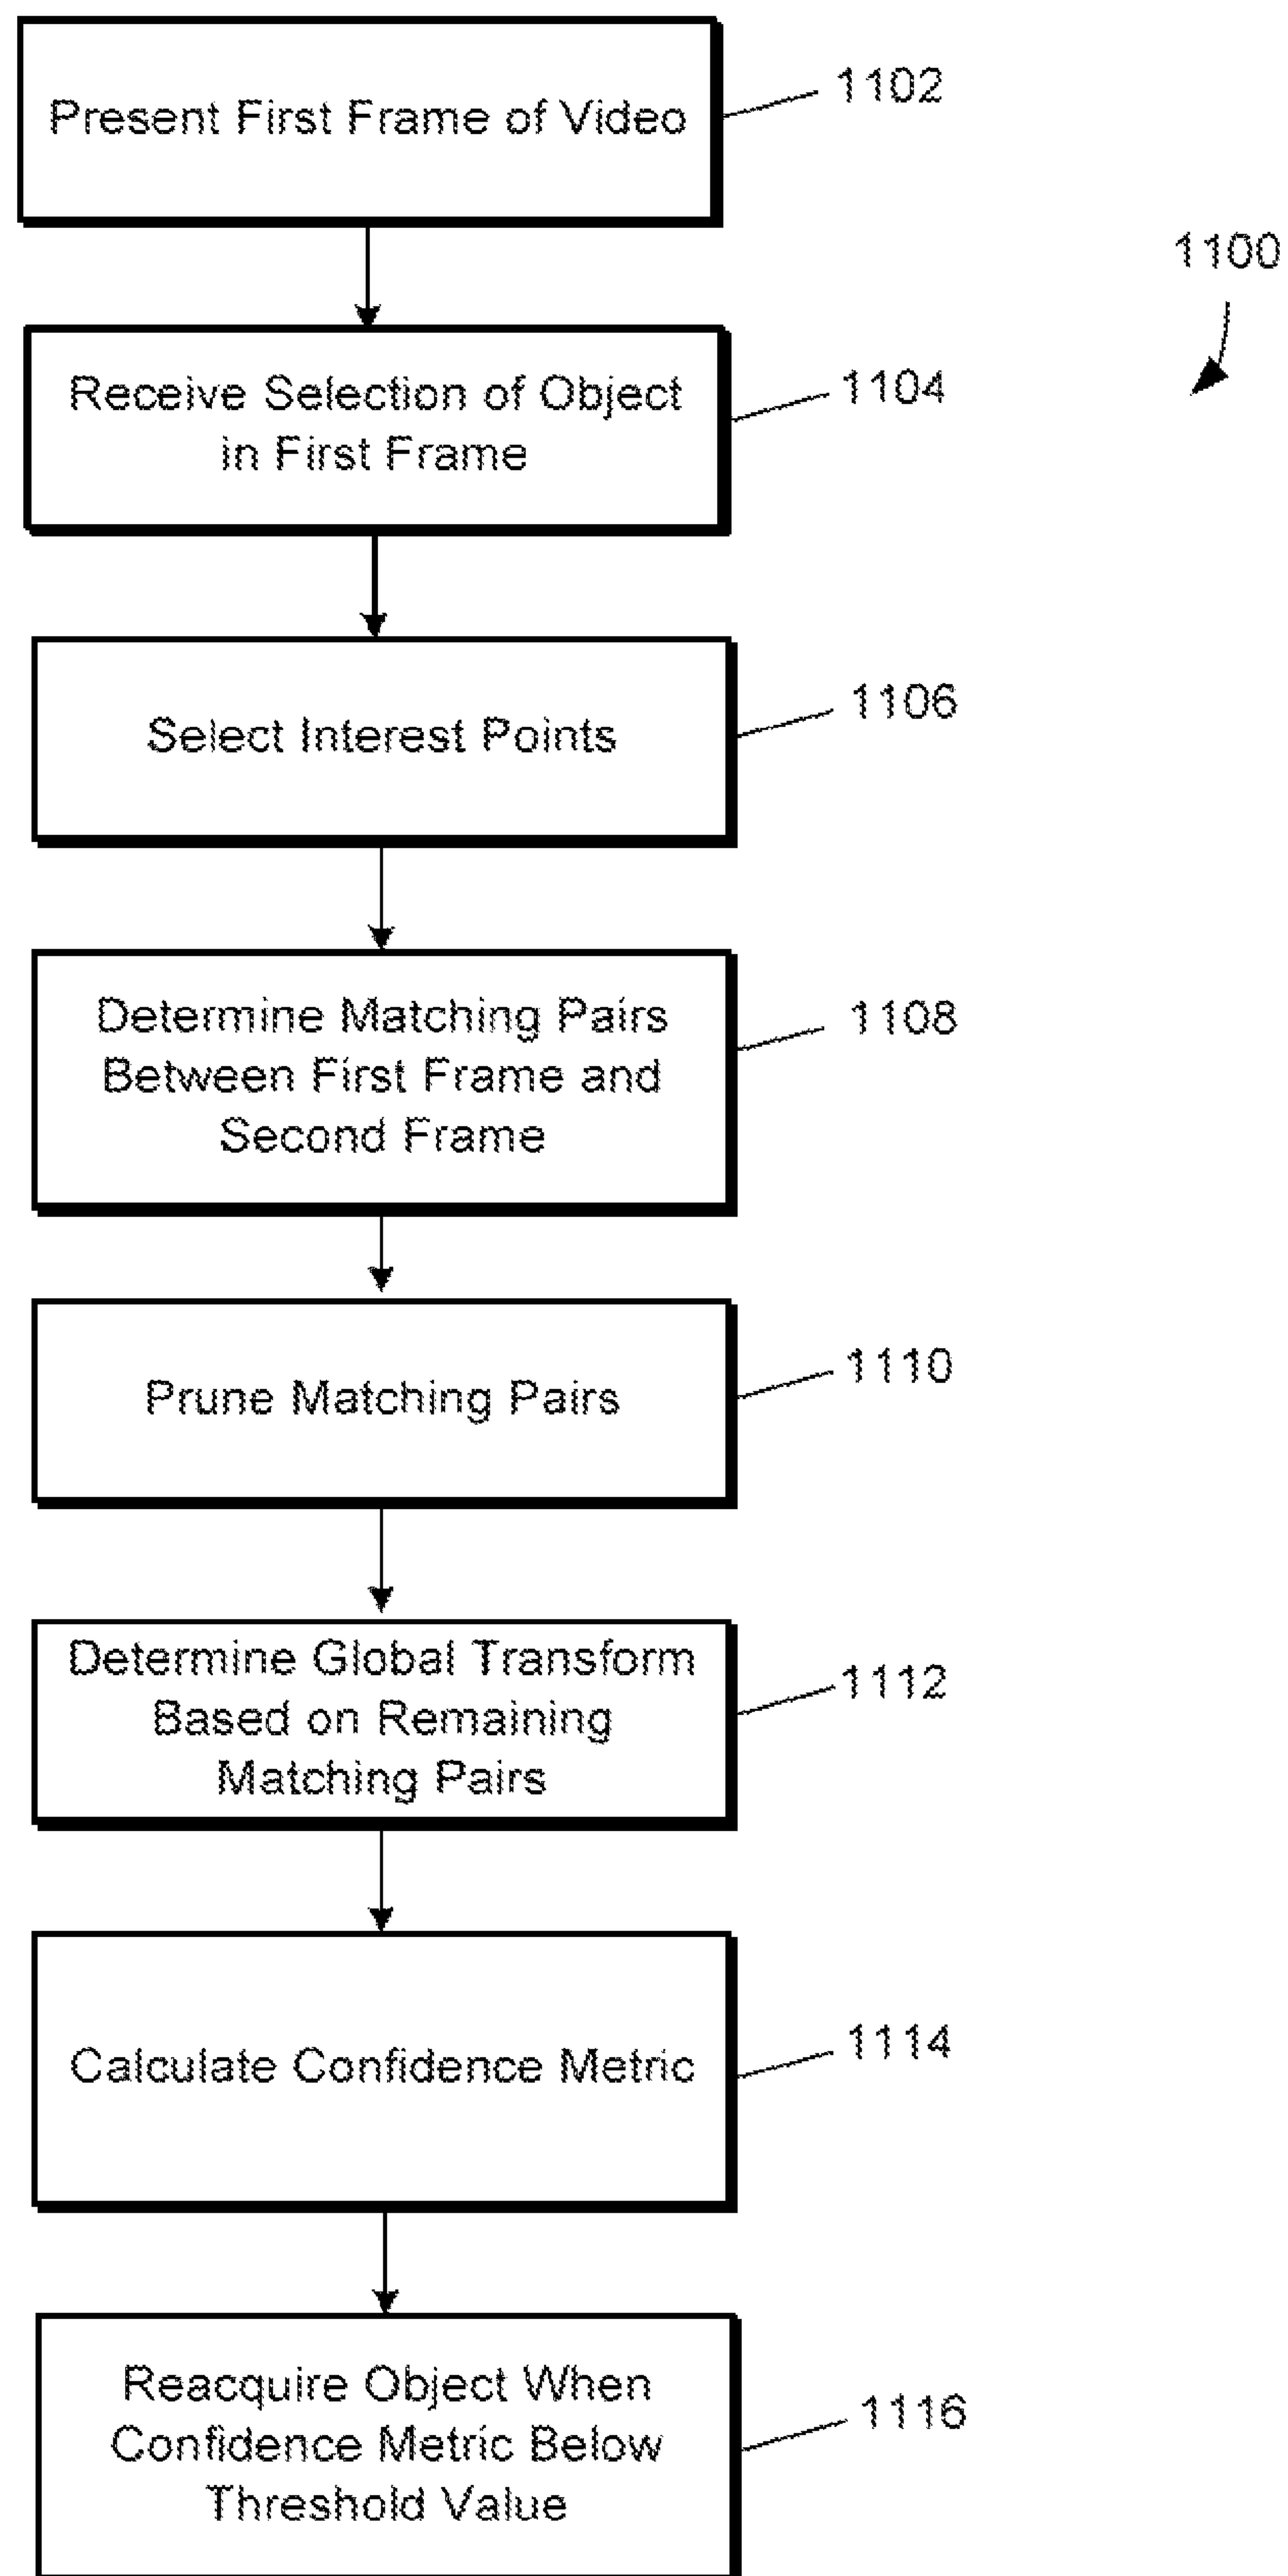 Present First Frame of Video
1102
1100
Receive Selection of Object
in First Frame
1104
Select Interest Points
1106
Determine Matching Pairs
Between First Frame and
Second Frame
1108
Prune Matching Pairs
1110
Determine Global Transform
Based on Remaining
Matching Pairs
1112
Calculate Confidence Metric
1114
Reacquire Object When
Confidence Metric Below
Threshold Value
1116